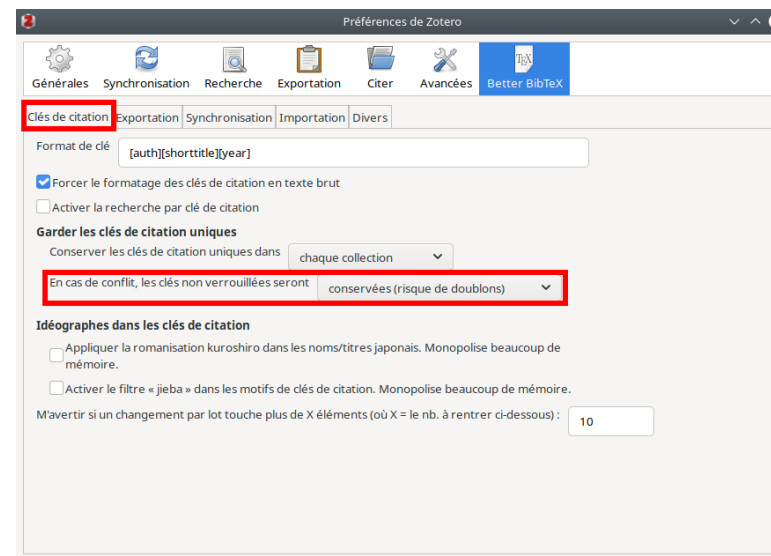 Préférences de Zotero
Générales Synchronisation Recherche Exportation Citer Avancées Better BibTeX
Clés de citation Exportation Synchronisation Importation Divers
Format de clé [auth][shorttitle][year]
Forcer le formatage des clés de citation en texte brut
Activer la recherche par clé de citation
Garder les clés de citation uniques
Conserver les clés de citation uniques dans chaque collection
En cas de conflit, les clés non verrouillées seront conservées (risque de doublons)
Idéographes dans les clés de citation
Appliquer la romanisation kuroshiro dans les noms/titres japonais. Monopolise beaucoup de
mémoire.
Activer le filtre « jieba » dans les motifs de clés de citation. Monopolise beaucoup de mémoire.
M'avertir si un changement par lot touche plus de X éléments (où X = le nb. à rentrer ci-dessous) : 10